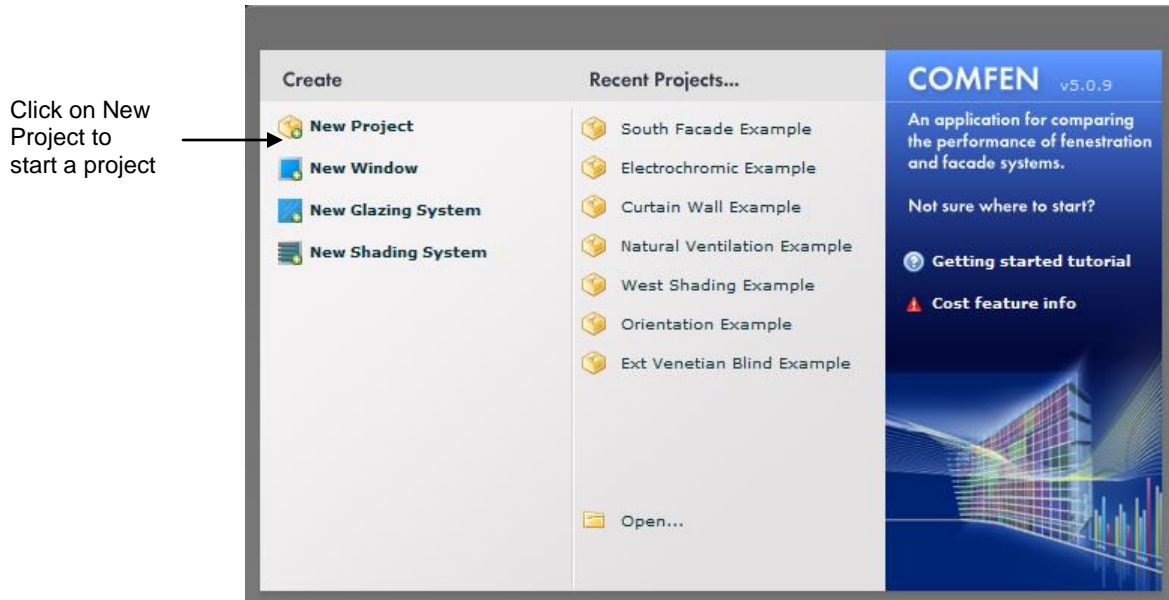 Click on New
Project to
start a project
Create
New Project
New Window
New Glazing System
New Shading System
Recent Projects...
South Facade Example
Electrochromic Example
Curtain Wall Example
Natural Ventilation Example
West Shading Example
Orientation Example
Ext Venetian Blind Example
Open...
COMFEN v5.0.9
An application for comparing
the performance of fenestration
and facade systems.
Not sure where to start?
Getting started tutorial
Cost feature info